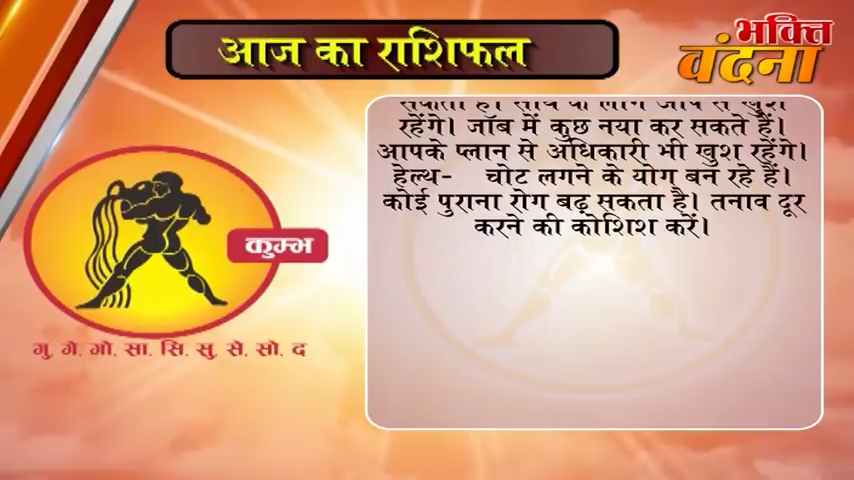 आज का राशिफल
भक्ति
वंदना
रहेंगे। जॉब में कुछ नया कर सकते हैं।
आपके प्लान से अधिकारी भी खुश रहेंगे।
हेल्थ- चोट लगने के योग बन रहे हैं।
कोई पुराना रोग बढ़ सकता है। तनाव दूर
करने की कोशिश करें।
कुम्भ
गु, गे, गो, सा, सि, सु, से, सो, द